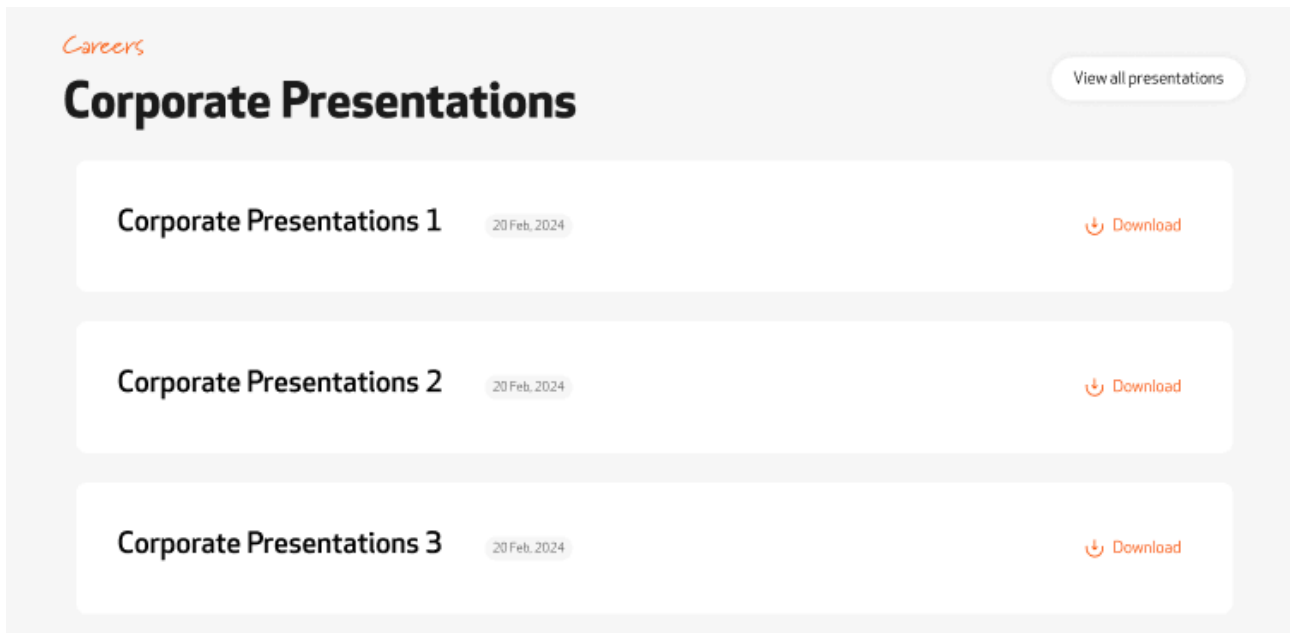 Careers
Corporate Presentations
View all presentations
Corporate Presentations 1
20 Feb, 2024
Download
Corporate Presentations 2
20 Feb, 2024
Download
Corporate Presentations 3
20 Feb, 2024
Download